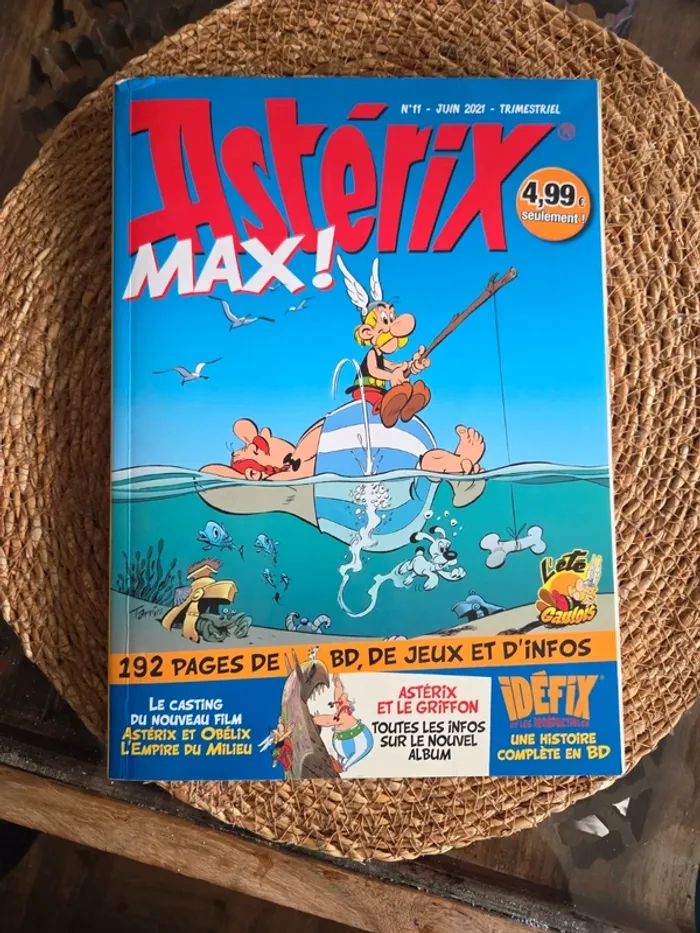 N°11 - JUIN 2021 - TRIMESTRIEL
Astérix
MAX!
4,99€
seulement !
Tarrin
L'été
Gaulois
192 PAGES DE BD, DE JEUX ET D'INFOS
LE CASTING
DU NOUVEAU FILM
ASTÉRIX ET OBÉLIX
L'EMPIRE DU MILIEU
ASTÉRIX
ET LE GRIFFON
TOUTES LES INFOS
SUR LE NOUVEL
ALBUM
IDÉFIX
ET LES IRRÉDUCTIBLES
UNE HISTOIRE
COMPLÈTE EN BD